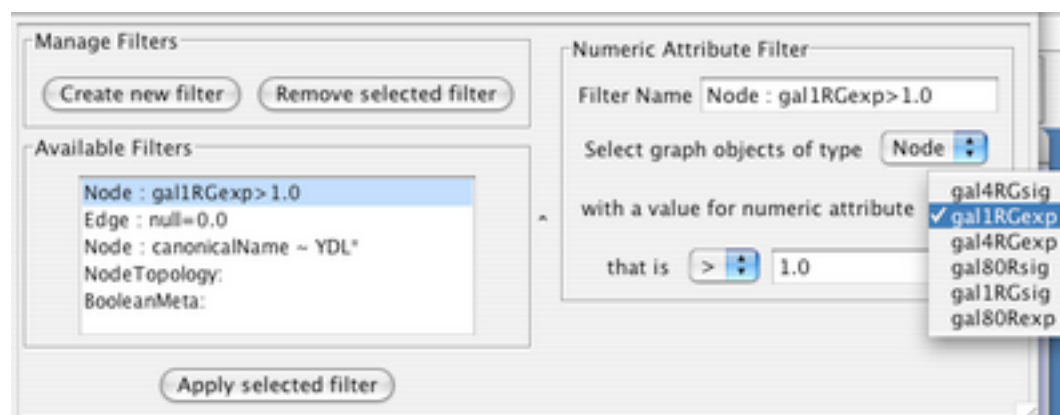 Manage Filters
Create new filter
Remove selected filter
Available Filters
Node : gal1RGexp>1.0
Edge : null=0.0
Node : canonicalName ~ YDL*
NodeTopology:
BooleanMeta:
Apply selected filter
Numeric Attribute Filter
Filter Name Node : gal1RGexp>1.0
Select graph objects of type Node
with a value for numeric attribute
that is > 1.0
gal4RGsig
✓ gal1RGexp
gal4RGexp
gal80Rsig
gal1RGsig
gal80Rexp